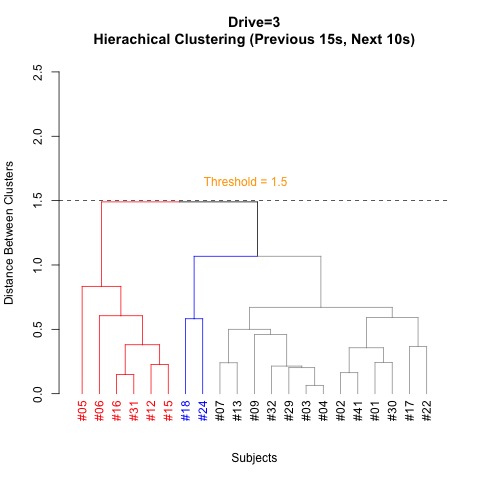 Drive=3
Hierachical Clustering (Previous 15s, Next 10s)
Distance Between Clusters
2.5
2.0
1.5
1.0
0.5
0.0
Threshold = 1.5
#05 #06 #16 #31 #12 #15 #18 #24 #07 #13 #09 #32 #29 #03 #04 #02 #41 #01 #30 #17 #22
Subjects